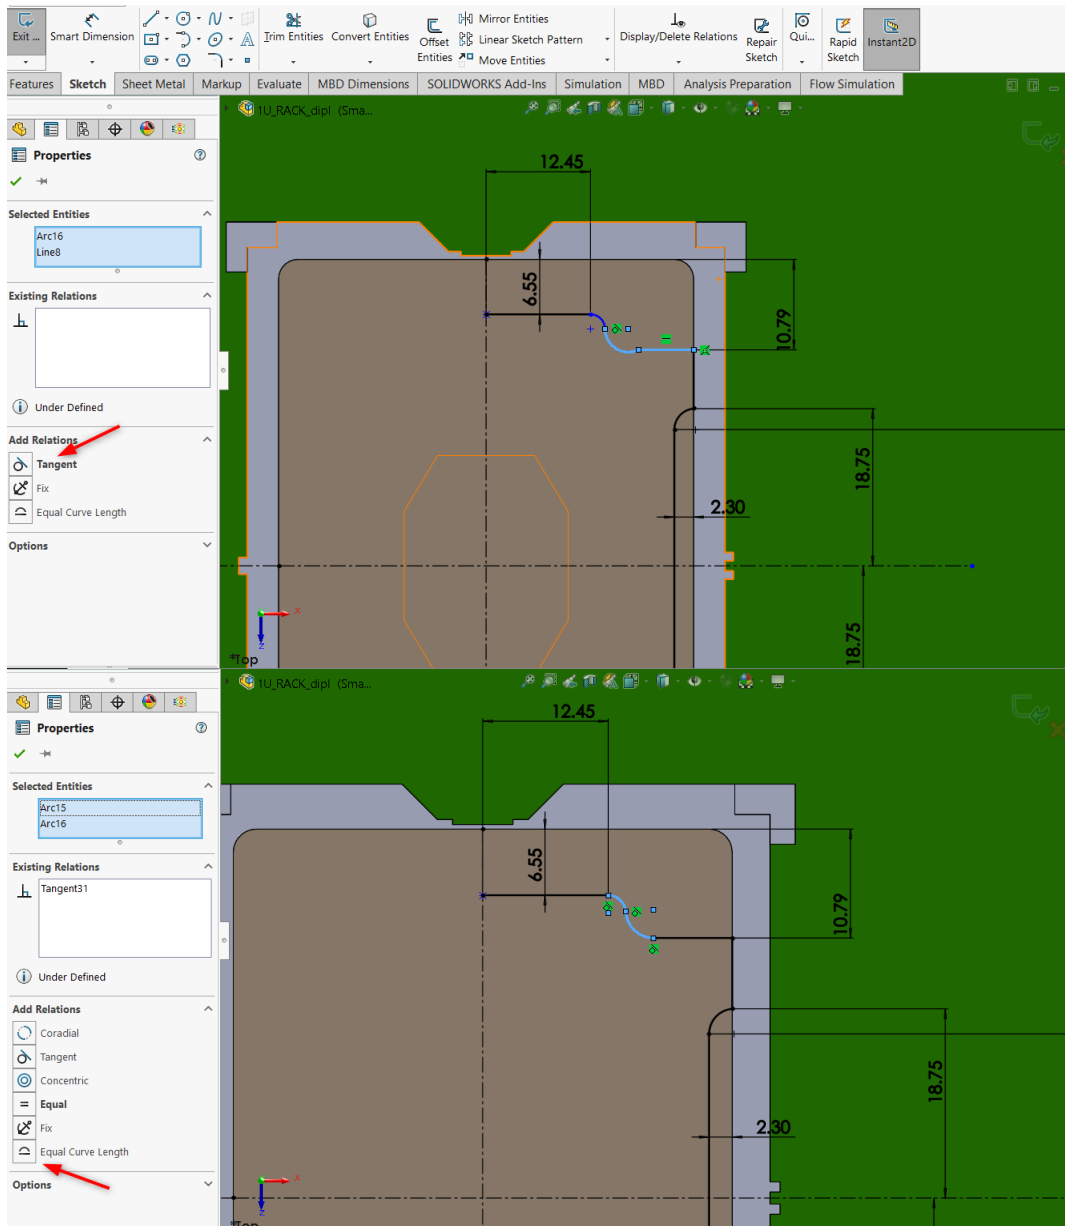 Exit ...
Smart Dimension
A
Trim Entities
Convert Entities
Offset
Entities
Mirror Entities
Linear Sketch Pattern
Move Entities
Display/Delete Relations
Repair
Sketch
Qui...
Rapid
Sketch
Instant2D
Features
Sketch
Sheet Metal
Markup
Evaluate
MBD Dimensions
SOLIDWORKS Add-Ins
Simulation
MBD
Analysis Preparation
Flow Simulation
1U_RACK_dipl (Sma...
Properties
Selected Entities
Arc16
Line8
Existing Relations
Under Defined
Add Relations
Tangent
Fix
Equal Curve Length
Options
12.45
6.55
10.79
18.75
2.30
18.75
x
z
*Top
1U_RACK_dipl (Sma...
Properties
Selected Entities
Arc15
Arc16
Existing Relations
Tangent31
Under Defined
Add Relations
Coradial
Tangent
Concentric
Equal
Fix
Equal Curve Length
Options
12.45
6.55
10.79
18.75
2.30
x
z
*Top